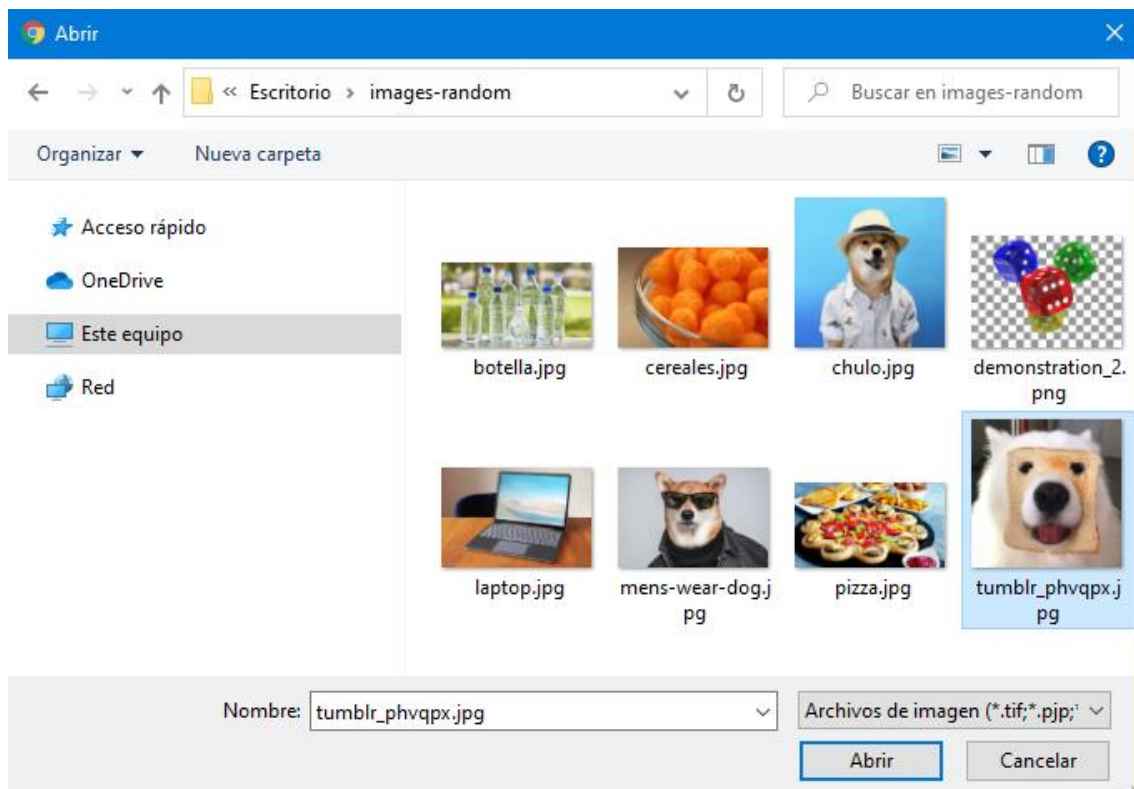 Abrir
« Escritorio › images-random
Buscar en images-random
Organizar
Nueva carpeta
Acceso rápido
OneDrive
Este equipo
Red
botella.jpg
cereales.jpg
chulo.jpg
demonstration_2.
png
laptop.jpg
mens-wear-dog.j
pg
pizza.jpg
tumblr_phvqpx.j
pg
Nombre: tumblr_phvqpx.jpg
Archivos de imagen (*.tif;*.pjp;*
Abrir
Cancelar